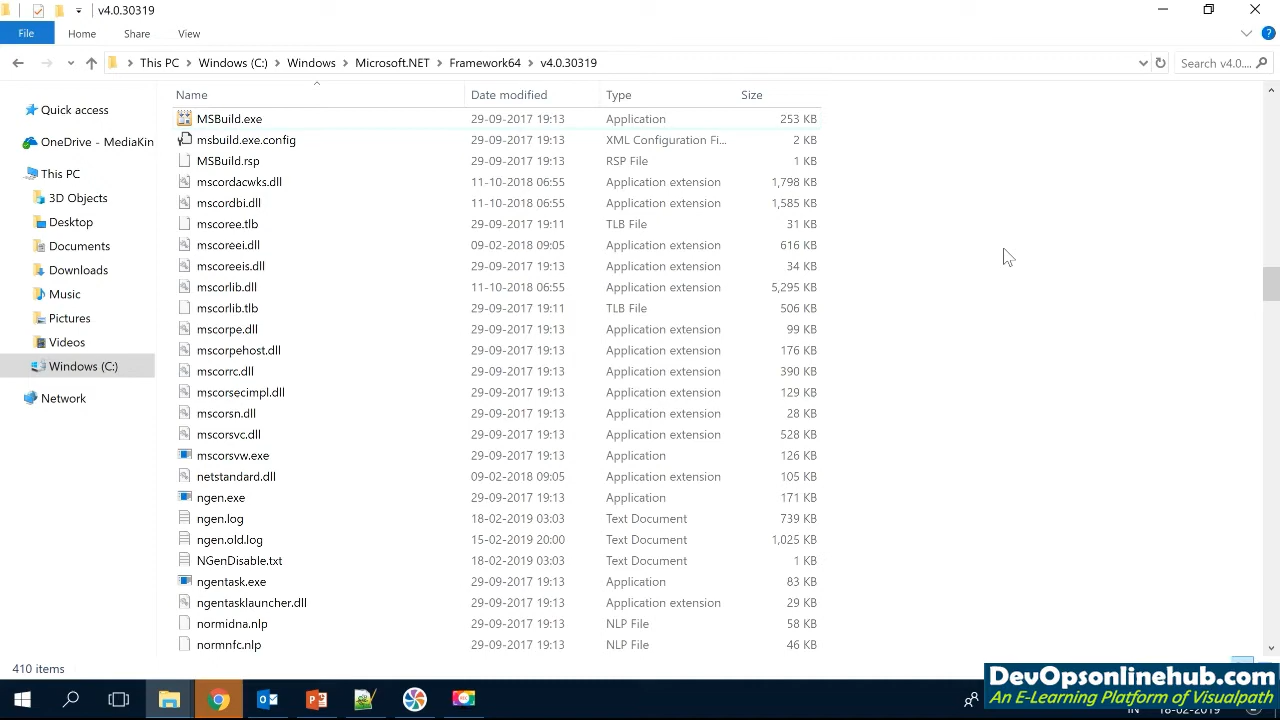 v4.0.30319
File Home Share View
This PC Windows (C:) Windows Microsoft.NET Framework64 v4.0.30319 Search v4.0....
Quick access
OneDrive - MediaKin
This PC
3D Objects
Desktop
Documents
Downloads
Music
Pictures
Videos
Windows (C:)
Network
Name Date modified Type Size
MSBuild.exe 29-09-2017 19:13 Application 253 KB
msbuild.exe.config 29-09-2017 19:13 XML Configuration Fi... 2 KB
MSBuild.rsp 29-09-2017 19:13 RSP File 1 KB
mscordacwks.dll 11-10-2018 06:55 Application extension 1,798 KB
mscordbi.dll 11-10-2018 06:55 Application extension 1,585 KB
mscoree.tlb 29-09-2017 19:11 TLB File 31 KB
mscoreei.dll 09-02-2018 09:05 Application extension 616 KB
mscoreeis.dll 29-09-2017 19:13 Application extension 34 KB
mscorlib.dll 11-10-2018 06:55 Application extension 5,295 KB
mscorlib.tlb 29-09-2017 19:11 TLB File 506 KB
mscorpe.dll 29-09-2017 19:13 Application extension 99 KB
mscorpehost.dll 29-09-2017 19:13 Application extension 176 KB
mscorrc.dll 29-09-2017 19:13 Application extension 390 KB
mscorsecimpl.dll 29-09-2017 19:13 Application extension 129 KB
mscorsn.dll 29-09-2017 19:13 Application extension 28 KB
mscorsvc.dll 29-09-2017 19:13 Application extension 528 KB
mscorsvw.exe 29-09-2017 19:13 Application 126 KB
netstandard.dll 09-02-2018 09:05 Application extension 105 KB
ngen.exe 29-09-2017 19:13 Application 171 KB
ngen.log 18-02-2019 03:03 Text Document 739 KB
ngen.old.log 15-02-2019 20:00 Text Document 1,025 KB
NGenDisable.txt 18-02-2019 03:03 Text Document 1 KB
ngentask.exe 29-09-2017 19:13 Application 83 KB
ngentasklauncher.dll 29-09-2017 19:13 Application extension 29 KB
normidna.nlp 29-09-2017 19:13 NLP File 58 KB
normnfc.nlp 29-09-2017 19:13 NLP File 46 KB
410 items
DevOpsonlinehub.com
An E-Learning Platform of Visualpath
IN 18-02-2019